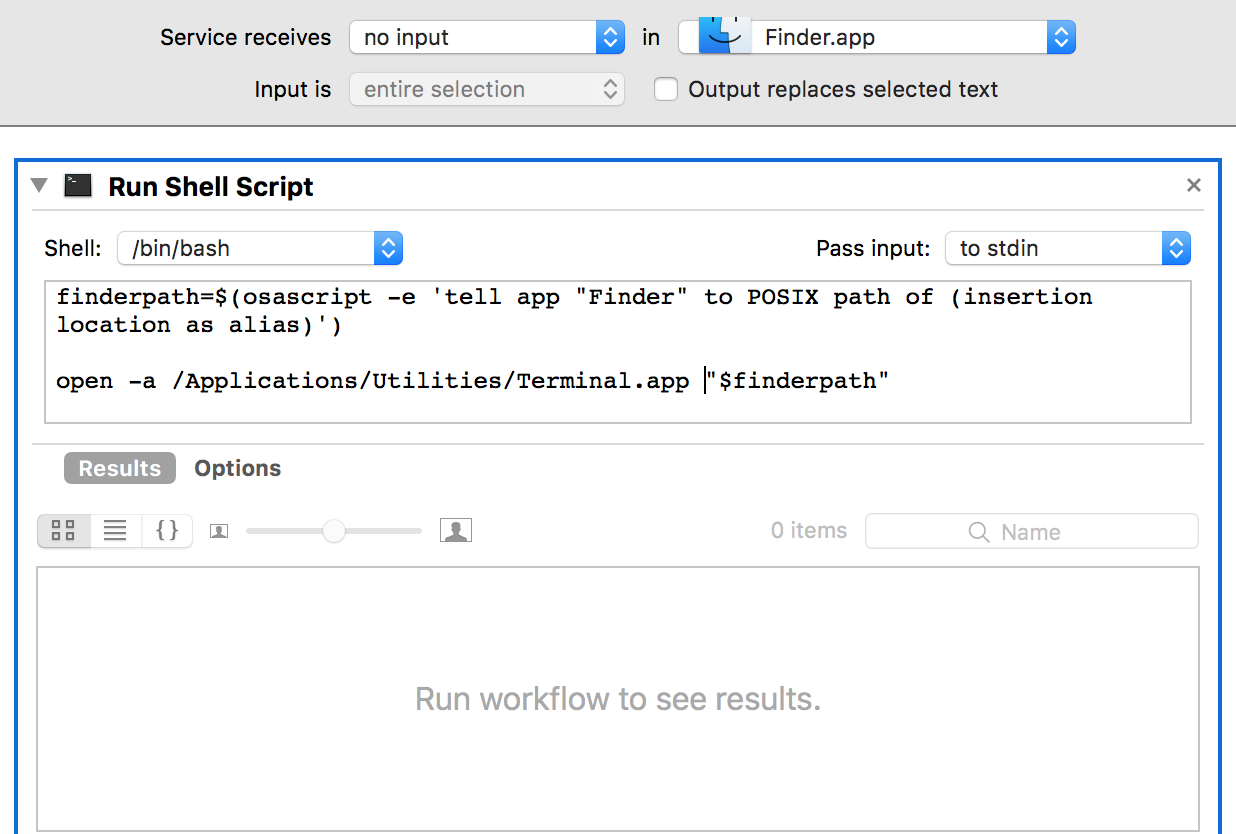 Service receives no input in Finder.app
Input is entire selection Output replaces selected text
Run Shell Script
Shell: /bin/bash Pass input: to stdin
finderpath=$(osascript -e 'tell app "Finder" to POSIX path of (insertion
location as alias)')
open -a /Applications/Utilities/Terminal.app "$finderpath"
Results Options
0 items Name
Run workflow to see results.